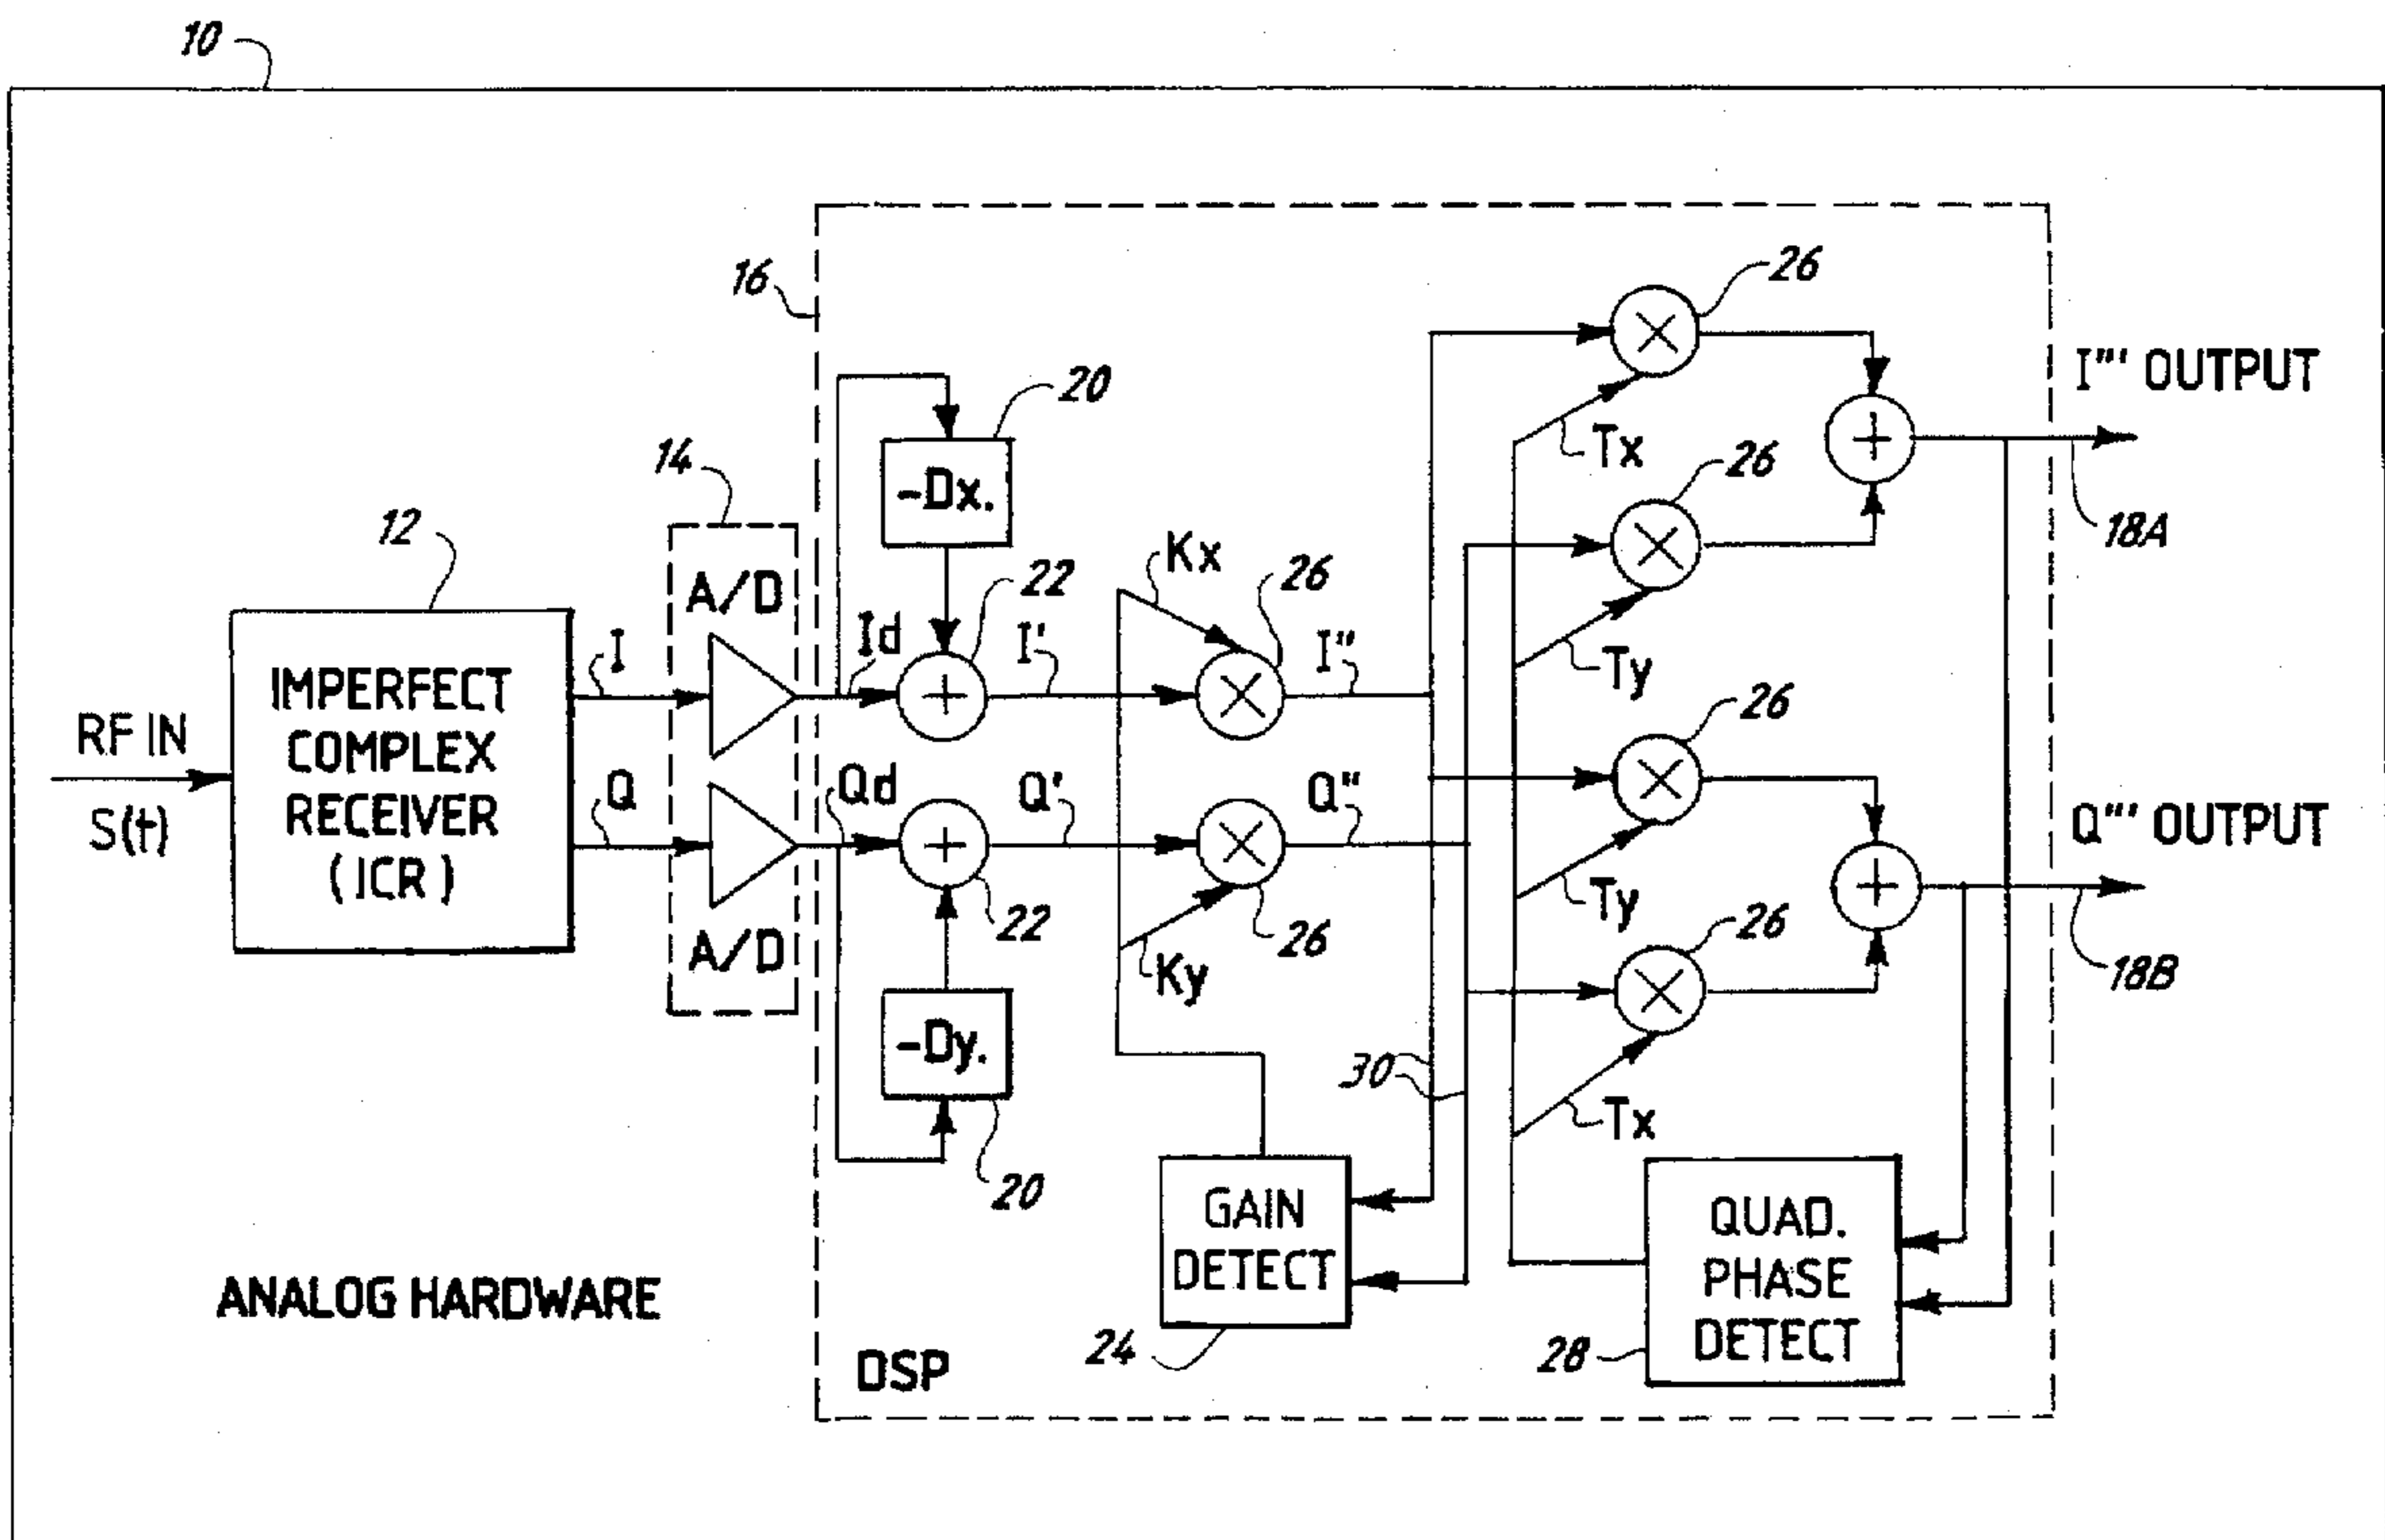 10
16
26
I''' OUTPUT
20
Tx
14
26
18A
12
-Dx.
Kx
A/D
22
26
I
Id
I'
I''
Ty
IMPERFECT
COMPLEX
RECEIVER
(ICR)
RF IN
S(t)
26
Q
Qd
Q'
Q''
Q''' OUTPUT
22
26
Ty
26
18B
A/D
Ky
-Dy.
30
Tx
20
GAIN
DETECT
QUAD.
PHASE
DETECT
ANALOG HARDWARE
24
28
DSP